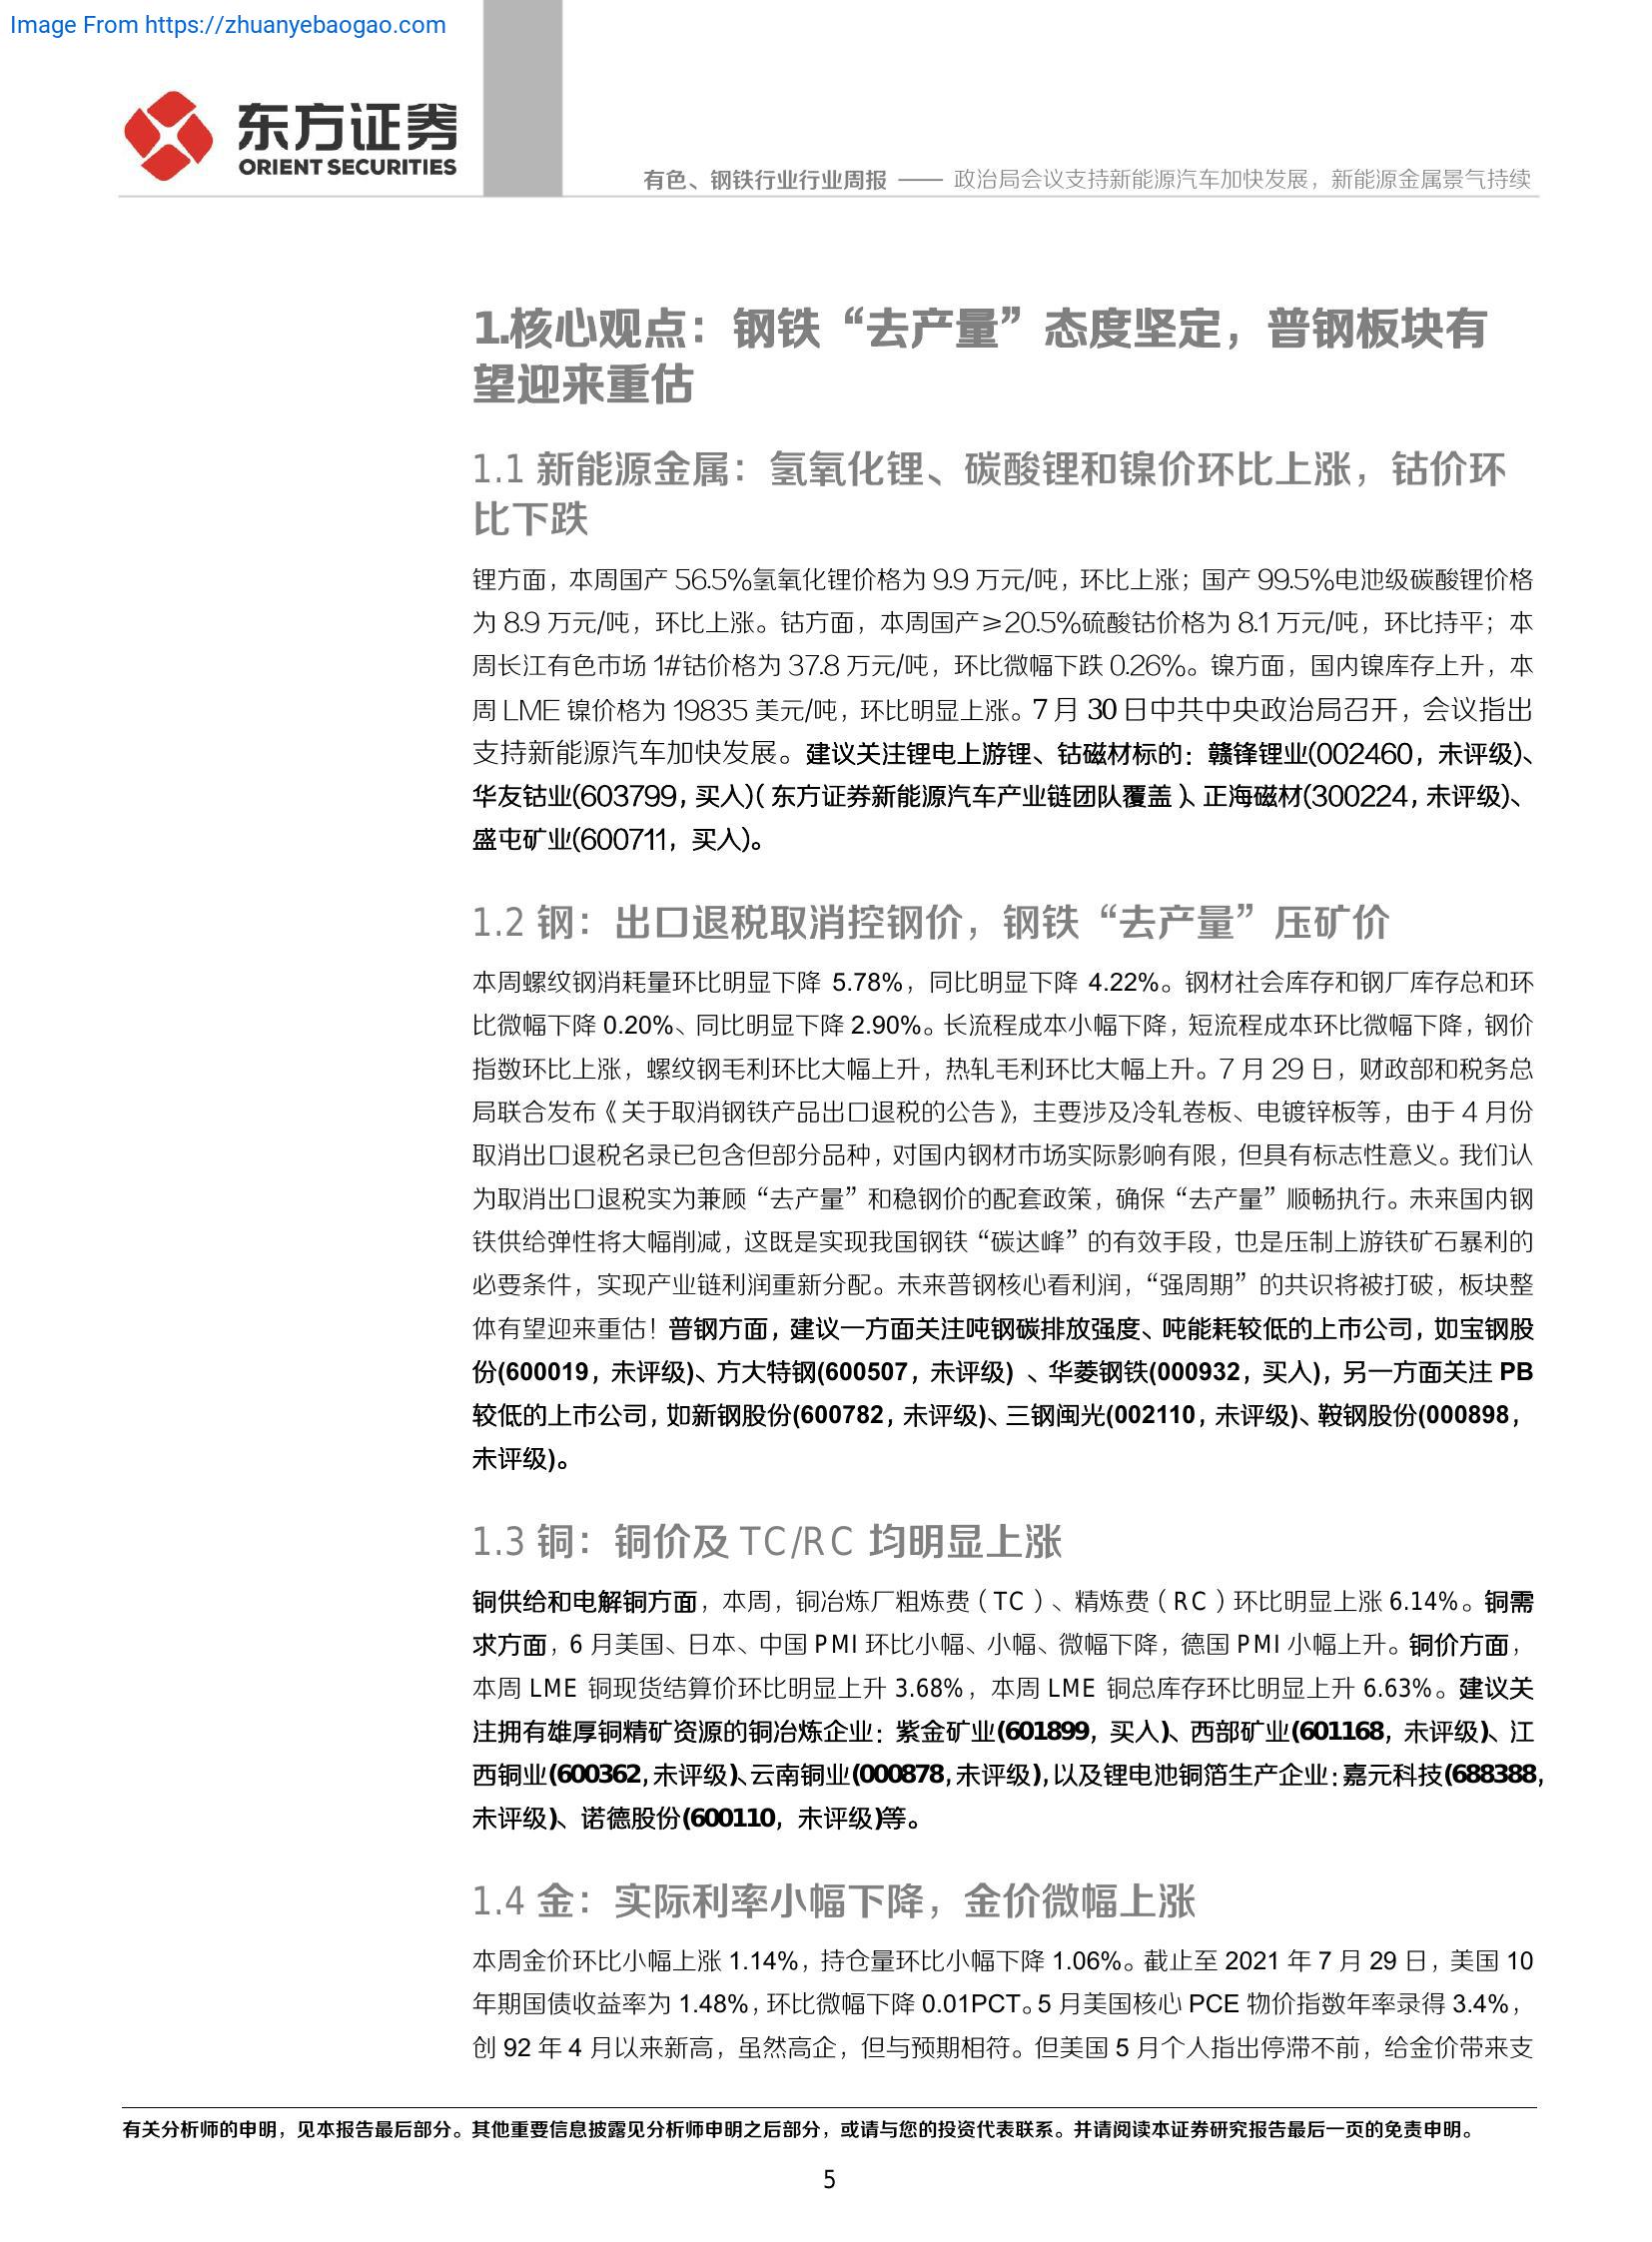 Image From https://zhuanyebaogao.com
东方证券
ORIENT SECURITIES
有色、钢铁行业行业周报 —— 政治局会议支持新能源汽车加快发展，新能源金属景气持续
1.核心观点：钢铁“去产量”态度坚定，普钢板块有
望迎来重估
1.1 新能源金属：氢氧化锂、碳酸锂和镍价环比上涨，钴价环
比下跌
锂方面，本周国产 56.5%氢氧化锂价格为 9.9 万元/吨，环比上涨；国产 99.5%电池级碳酸锂价格
为 8.9 万元/吨，环比上涨。钴方面，本周国产≥20.5%硫酸钴价格为 8.1 万元/吨，环比持平；本
周长江有色市场 1#钴价格为 37.8 万元/吨，环比微幅下跌 0.26%。镍方面，国内镍库存上升，本
周 LME 镍价格为 19835 美元/吨，环比明显上涨。7 月 30 日中共中央政治局召开，会议指出
支持新能源汽车加快发展。建议关注锂电上游锂、钴磁材标的：赣锋锂业(002460，未评级)、
华友钴业(603799，买入)（东方证券新能源汽车产业链团队覆盖）、正海磁材(300224，未评级)、
盛屯矿业(600711，买入)。
1.2 钢：出口退税取消控钢价，钢铁“去产量”压矿价
本周螺纹钢消耗量环比明显下降 5.78%，同比明显下降 4.22%。钢材社会库存和钢厂库存总和环
比微幅下降 0.20%、同比明显下降 2.90%。长流程成本小幅下降，短流程成本环比微幅下降，钢价
指数环比上涨，螺纹钢毛利环比大幅上升，热轧毛利环比大幅上升。7 月 29 日，财政部和税务总
局联合发布《关于取消钢铁产品出口退税的公告》，主要涉及冷轧卷板、电镀锌板等，由于 4 月份
取消出口退税名录已包含但部分品种，对国内钢材市场实际影响有限，但具有标志性意义。我们认
为取消出口退税实为兼顾“去产量”和稳钢价的配套政策，确保“去产量”顺畅执行。未来国内钢
铁供给弹性将大幅削减，这既是实现我国钢铁“碳达峰”的有效手段，也是压制上游铁矿石暴利的
必要条件，实现产业链利润重新分配。未来普钢核心看利润，“强周期”的共识将被打破，板块整
体有望迎来重估！普钢方面，建议一方面关注吨钢碳排放强度、吨能耗较低的上市公司，如宝钢股
份(600019，未评级)、方大特钢(600507，未评级) 、华菱钢铁(000932，买入)，另一方面关注 PB
较低的上市公司，如新钢股份(600782，未评级)、三钢闽光(002110，未评级)、鞍钢股份(000898，
未评级)。
1.3 铜：铜价及 TC/RC 均明显上涨
铜供给和电解铜方面，本周，铜冶炼厂粗炼费（TC）、精炼费（RC）环比明显上涨 6.14%。铜需
求方面，6 月美国、日本、中国 PMI 环比小幅、小幅、微幅下降，德国 PMI 小幅上升。铜价方面，
本周 LME 铜现货结算价环比明显上升 3.68%，本周 LME 铜总库存环比明显上升 6.63%。建议关
注拥有雄厚铜精矿资源的铜冶炼企业：紫金矿业(601899，买入)、西部矿业(601168，未评级)、江
西铜业(600362，未评级)、云南铜业(000878，未评级)，以及锂电池铜箔生产企业：嘉元科技(688388，
未评级)、诺德股份(600110，未评级)等。
1.4 金：实际利率小幅下降，金价微幅上涨
本周金价环比小幅上涨 1.14%，持仓量环比小幅下降 1.06%。截止至 2021 年 7 月 29 日，美国 10
年期国债收益率为 1.48%，环比微幅下降 0.01PCT。5 月美国核心 PCE 物价指数年率录得 3.4%，
创 92 年 4 月以来新高，虽然高企，但与预期相符。但美国 5 月个人指出停滞不前，给金价带来支
有关分析师的申明，见本报告最后部分。其他重要信息披露见分析师申明之后部分，或请与您的投资代表联系。并请阅读本证券研究报告最后一页的免责申明。
5